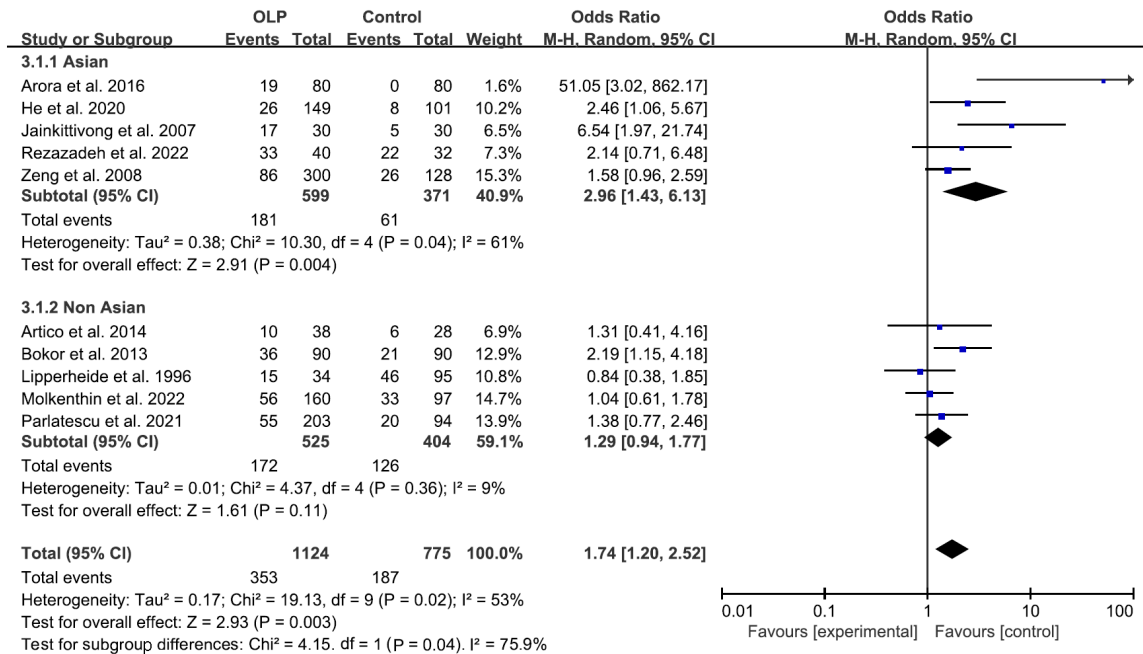 OLP Control Odds Ratio Odds Ratio
Study or Subgroup Events Total Events Total Weight M-H, Random, 95% CI M-H, Random, 95% CI
3.1.1 Asian
Arora et al. 2016 19 80 0 80 1.6% 51.05 [3.02, 862.17]
He et al. 2020 26 149 8 101 10.2% 2.46 [1.06, 5.67]
Jainkittivong et al. 2007 17 30 5 30 6.5% 6.54 [1.97, 21.74]
Rezazadeh et al. 2022 33 40 22 32 7.3% 2.14 [0.71, 6.48]
Zeng et al. 2008 86 300 26 128 15.3% 1.58 [0.96, 2.59]
Subtotal (95% CI) 599 371 40.9% 2.96 [1.43, 6.13]
Total events 181 61
Heterogeneity: Tau² = 0.38; Chi² = 10.30, df = 4 (P = 0.04); I² = 61%
Test for overall effect: Z = 2.91 (P = 0.004)
3.1.2 Non Asian
Artico et al. 2014 10 38 6 28 6.9% 1.31 [0.41, 4.16]
Bokor et al. 2013 36 90 21 90 12.9% 2.19 [1.15, 4.18]
Lipperheide et al. 1996 15 34 46 95 10.8% 0.84 [0.38, 1.85]
Molkenthin et al. 2022 56 160 33 97 14.7% 1.04 [0.61, 1.78]
Parlatescu et al. 2021 55 203 20 94 13.9% 1.38 [0.77, 2.46]
Subtotal (95% CI) 525 404 59.1% 1.29 [0.94, 1.77]
Total events 172 126
Heterogeneity: Tau² = 0.01; Chi² = 4.37, df = 4 (P = 0.36); I² = 9%
Test for overall effect: Z = 1.61 (P = 0.11)
Total (95% CI) 1124 775 100.0% 1.74 [1.20, 2.52]
Total events 353 187
Heterogeneity: Tau² = 0.17; Chi² = 19.13, df = 9 (P = 0.02); I² = 53%
Test for overall effect: Z = 2.93 (P = 0.003)
Test for subgroup differences: Chi² = 4.15. df = 1 (P = 0.04). I² = 75.9%
0.01 0.1 1 10 100
Favours [experimental] Favours [control]